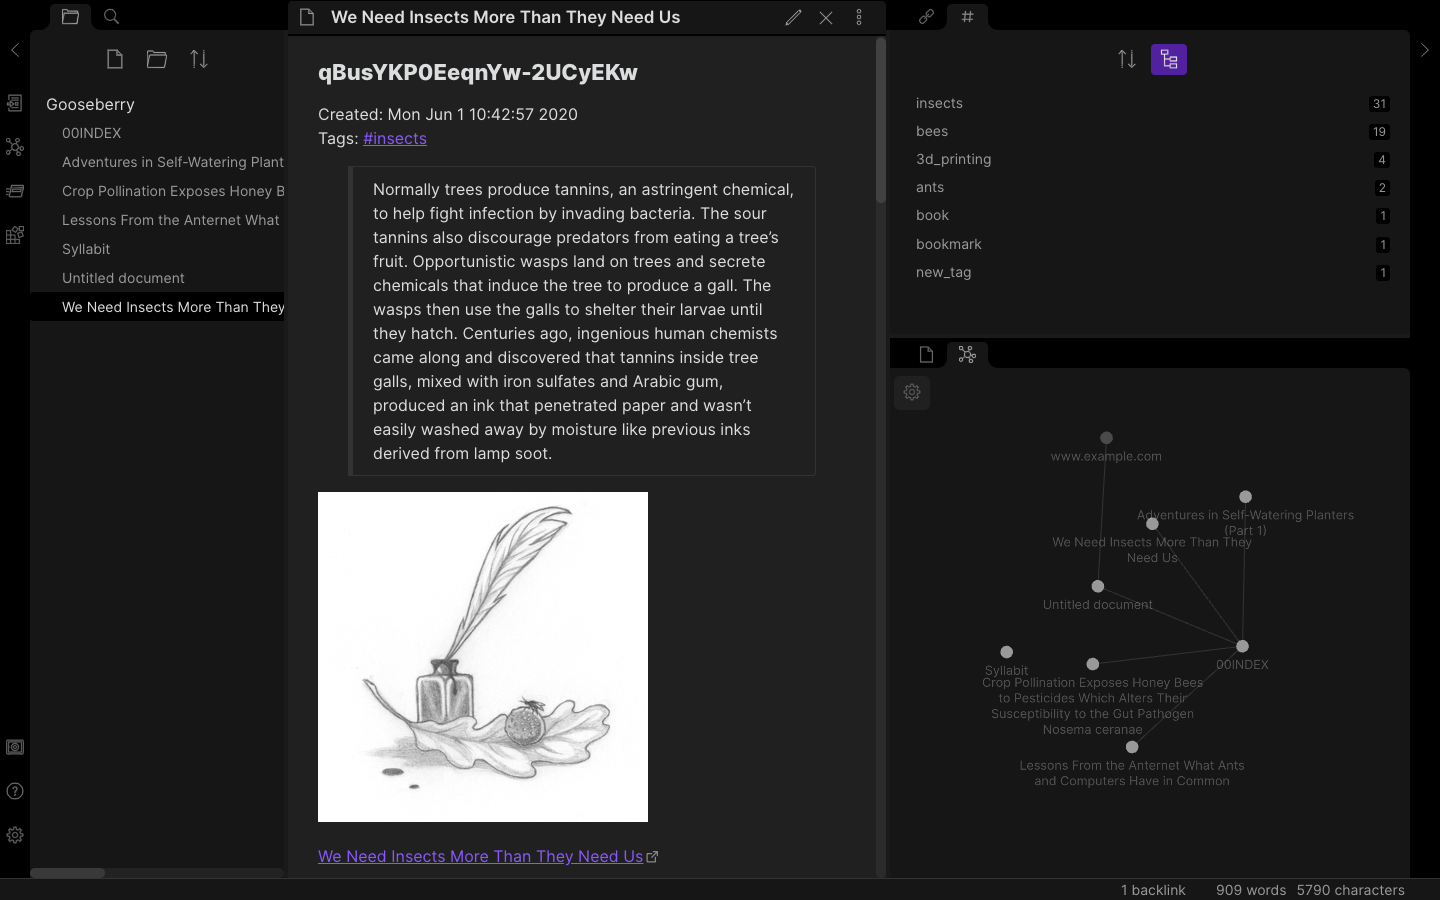 We Need Insects More Than They Need Us
Gooseberry
00INDEX
Adventures in Self-Watering Plant
Crop Pollination Exposes Honey B
Lessons From the Anternet What
Syllabit
Untitled document
We Need Insects More Than They
qBusYKP0EeqnYw-2UCyEKw
Created: Mon Jun 1 10:42:57 2020
Tags: #insects
Normally trees produce tannins, an astringent chemical,
to help fight infection by invading bacteria. The sour
tannins also discourage predators from eating a tree’s
fruit. Opportunistic wasps land on trees and secrete
chemicals that induce the tree to produce a gall. The
wasps then use the galls to shelter their larvae until
they hatch. Centuries ago, ingenious human chemists
came along and discovered that tannins inside tree
galls, mixed with iron sulfates and Arabic gum,
produced an ink that penetrated paper and wasn’t
easily washed away by moisture like previous inks
derived from lamp soot.
We Need Insects More Than They Need Us
insects 31
bees 19
3d_printing 4
ants 2
book 1
bookmark 1
new_tag 1
www.example.com
Adventures in Self-Watering Planters
(Part 1)
We Need Insects More Than They
Need Us
Untitled document
00INDEX
Syllabit
Crop Pollination Exposes Honey Bees
to Pesticides Which Alters Their
Susceptibility to the Gut Pathogen
Nosema ceranae
Lessons From the Anternet What Ants
and Computers Have in Common
1 backlink 909 words 5790 characters